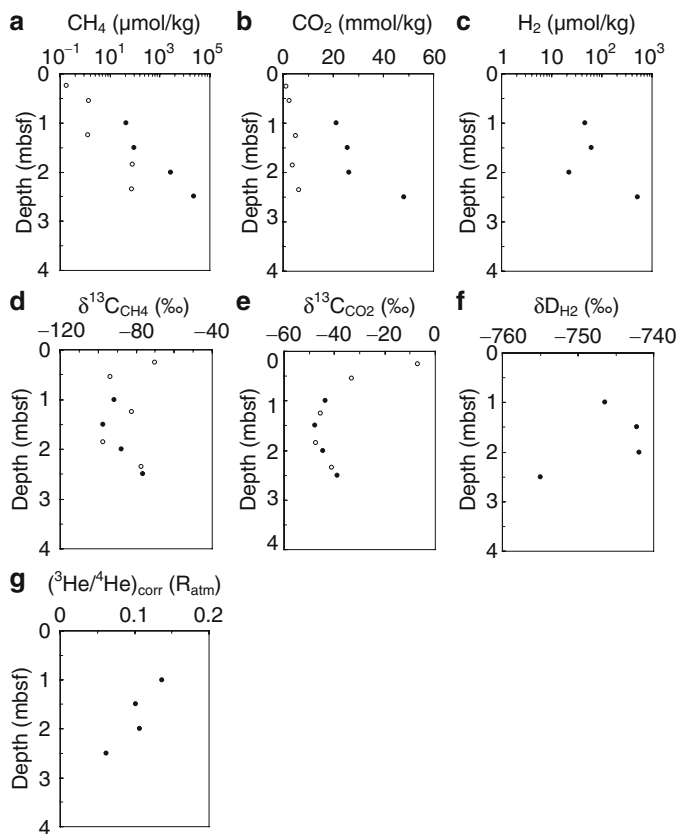 a CH₄ (μmol/kg) b CO₂ (mmol/kg) c H₂ (μmol/kg)
10⁻¹ 10¹ 10³ 10⁵ 0 20 40 60 1 10¹ 10² 10³
0 0 0
1 1 1
2 2 2
3 3 3
4 4 4
Depth (mbsf) Depth (mbsf) Depth (mbsf)
d δ¹³C_CH4 (‰) e δ¹³C_CO2 (‰) f δD_H2 (‰)
−120 −80 −40 −60 −40 −20 0 −760 −750 −740
0 0 0
1 1 1
2 2 2
3 3 3
4 4 4
Depth (mbsf) Depth (mbsf) Depth (mbsf)
g (³He/⁴He)corr (Ratm)
0 0.1 0.2
0
1
2
3
4
Depth (mbsf)